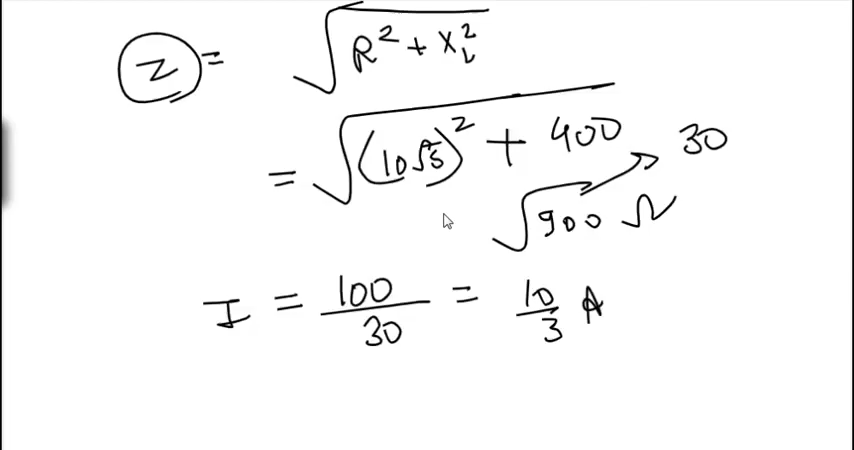 Z = √(R² + X_L²)
= √((10√5)² + 400)
√900 Ω → 30
I = 100/30 = 10/3 A